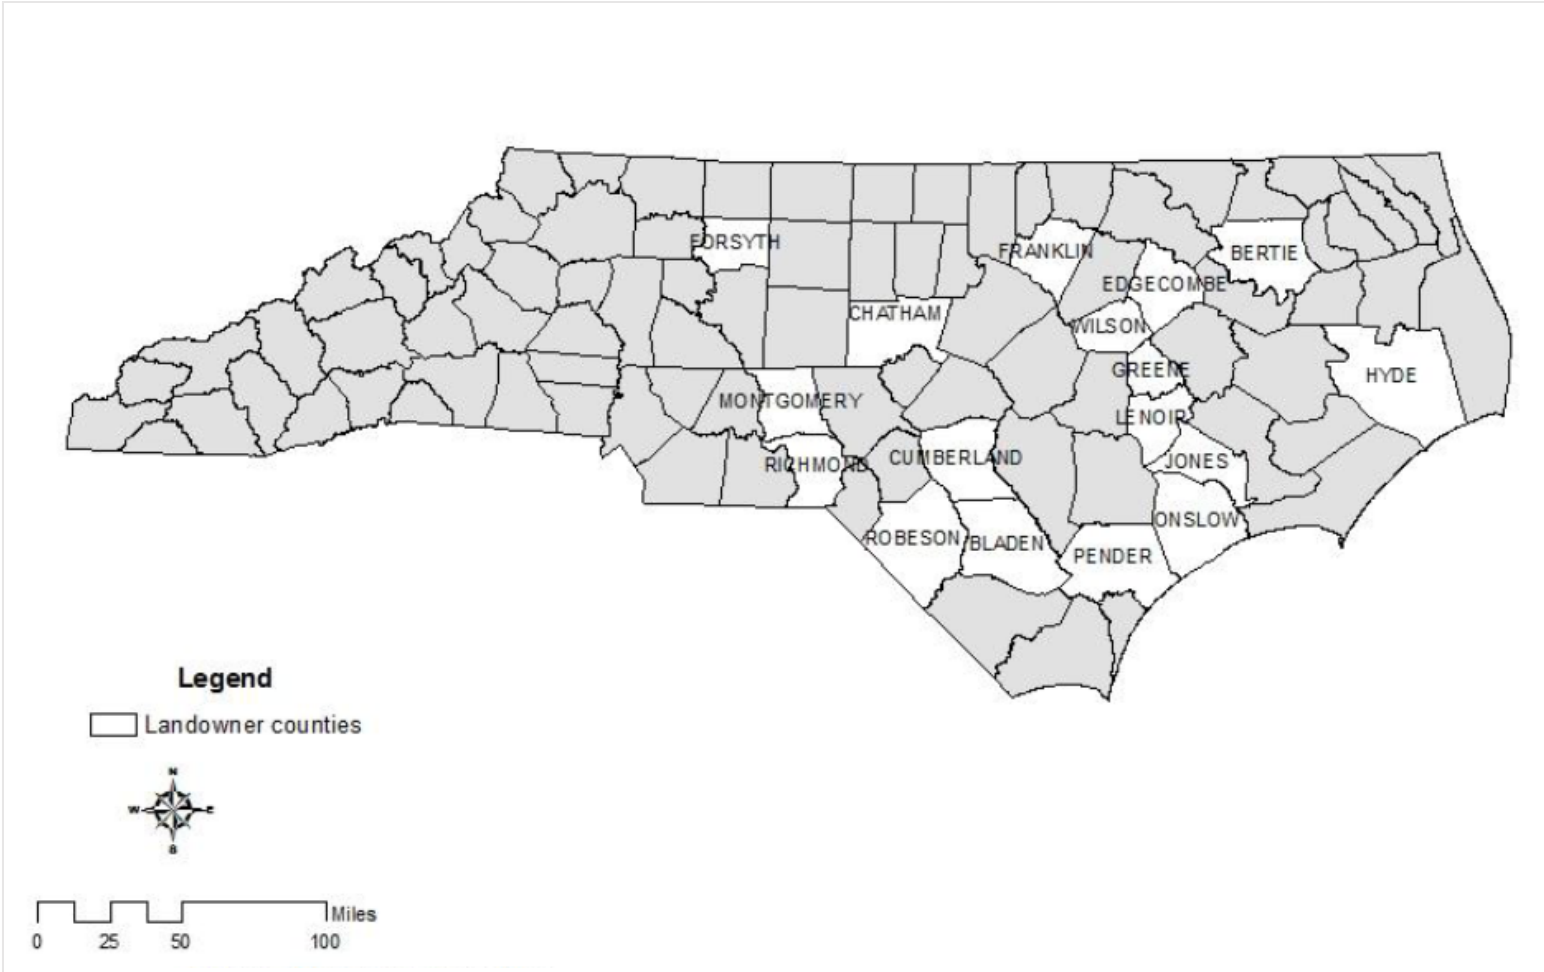 FORSYTH
FRANKLIN
BERTIE
EDGECOMBE
CHATHAM
WILSON
GREENE
HYDE
MONTGOMERY
LENOIR
RICHMOND
CUMBERLAND
JONES
ONSLOW
ROBESON
BLADEN
PENDER
Legend
Landowner counties
N
W E
S
Miles
0 25 50 100